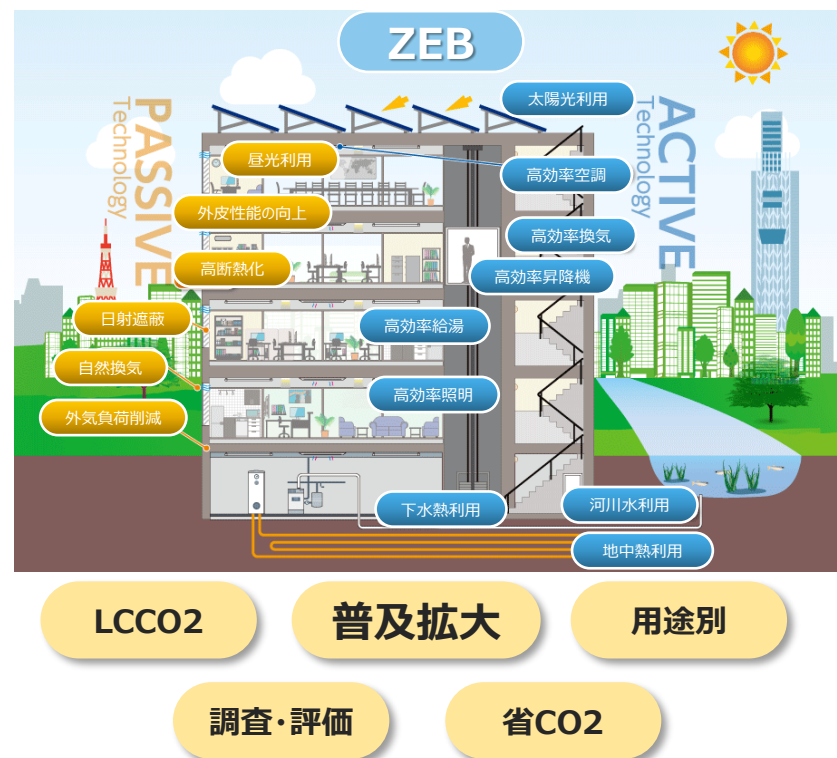 ZEB
PASSIVE
Technology
ACTIVE
Technology
太陽光利用
昼光利用
高効率空調
外皮性能の向上
高効率換気
高断熱化
高効率昇降機
日射遮蔽
高効率給湯
自然換気
高効率照明
外気負荷削減
下水熱利用
河川水利用
地中熱利用
LCCO2
普及拡大
用途別
調査・評価
省CO2